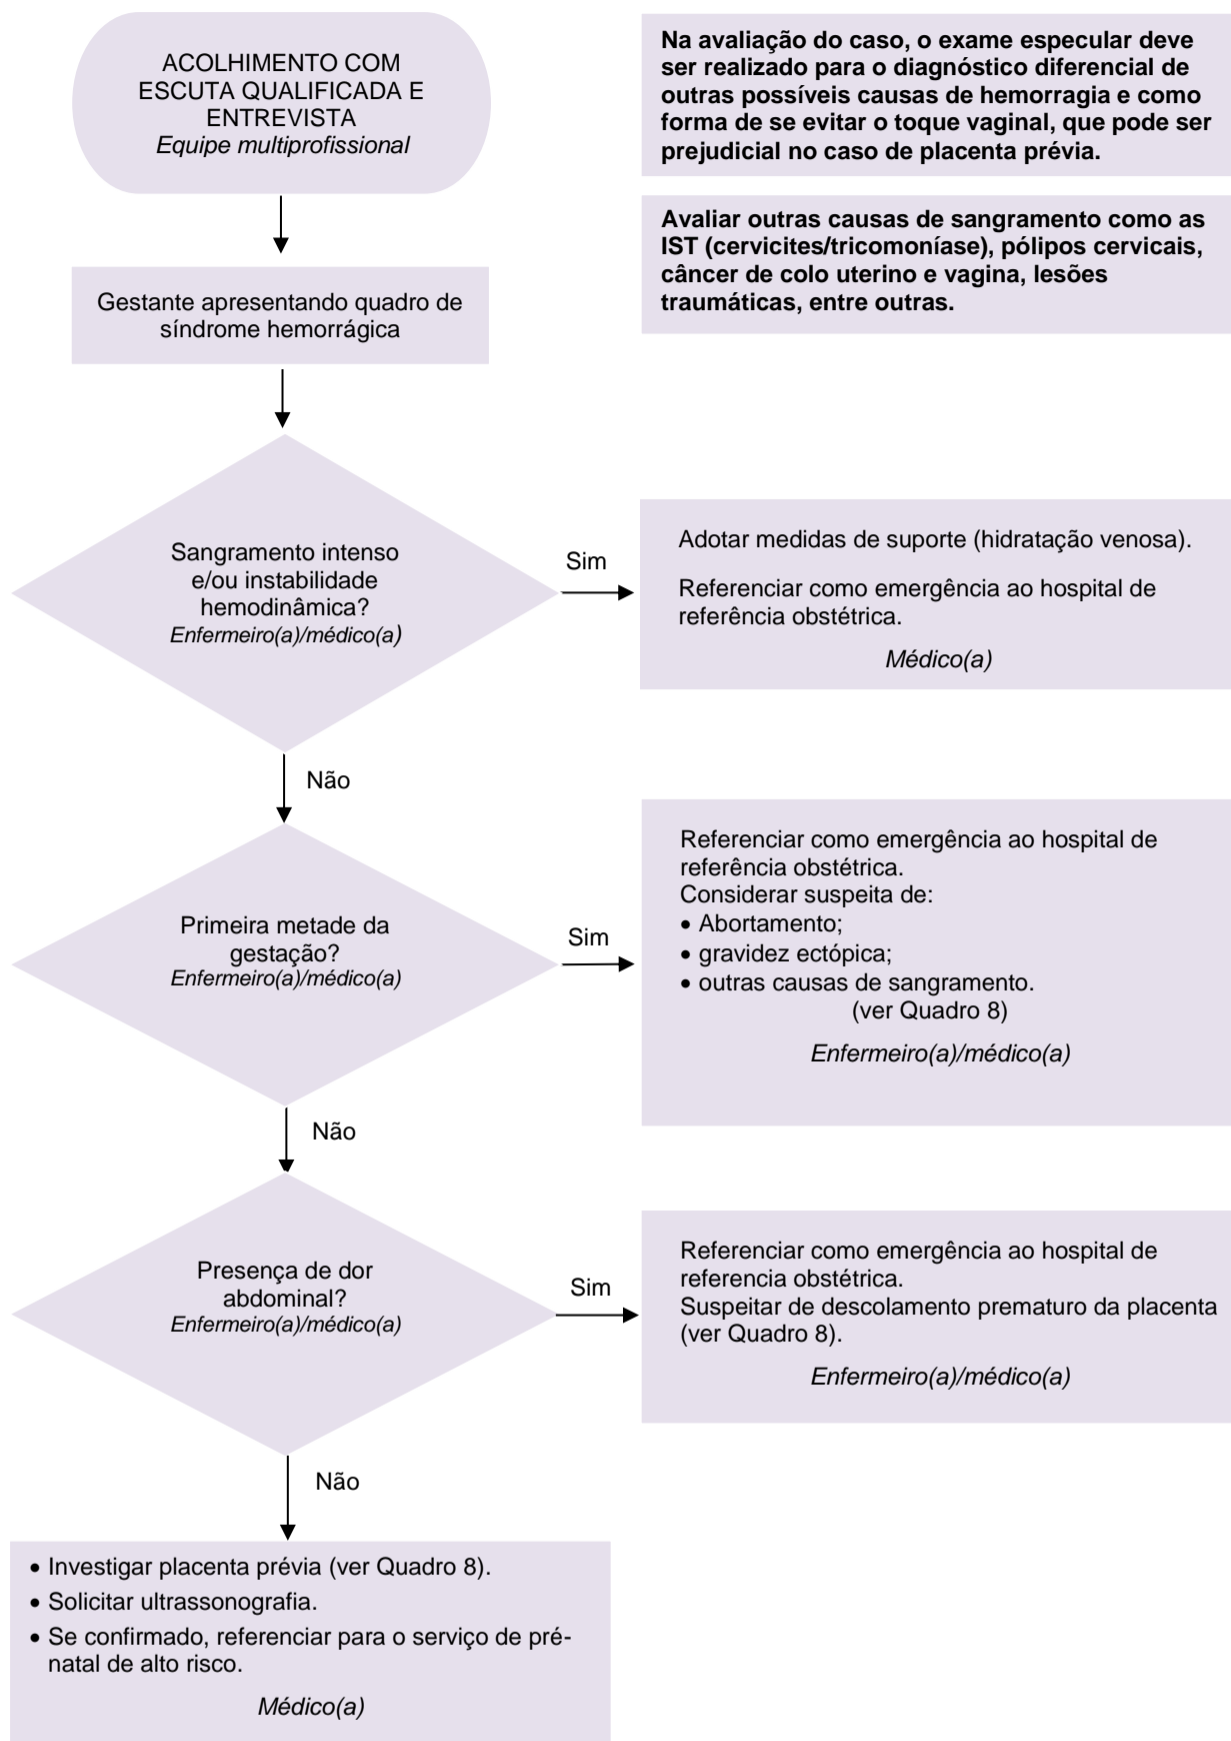 ACOLHIMENTO COM
ESCUTA QUALIFICADA E
ENTREVISTA
Equipe multiprofissional
Na avaliação do caso, o exame especular deve
ser realizado para o diagnóstico diferencial de
outras possíveis causas de hemorragia e como
forma de se evitar o toque vaginal, que pode ser
prejudicial no caso de placenta prévia.
Avaliar outras causas de sangramento como as
IST (cervicites/tricomoníase), pólipos cervicais,
câncer de colo uterino e vagina, lesões
traumáticas, entre outras.
Gestante apresentando quadro de
síndrome hemorrágica
Sangramento intenso
e/ou instabilidade
hemodinâmica?
Enfermeiro(a)/médico(a)
Sim
Adotar medidas de suporte (hidratação venosa).
Referenciar como emergência ao hospital de
referência obstétrica.
Médico(a)
Não
Primeira metade da
gestação?
Enfermeiro(a)/médico(a)
Sim
Referenciar como emergência ao hospital de
referência obstétrica.
Considerar suspeita de:
• Abortamento;
• gravidez ectópica;
• outras causas de sangramento.
(ver Quadro 8)
Enfermeiro(a)/médico(a)
Não
Presença de dor
abdominal?
Enfermeiro(a)/médico(a)
Sim
Referenciar como emergência ao hospital de
referencia obstétrica.
Suspeitar de descolamento prematuro da placenta
(ver Quadro 8).
Enfermeiro(a)/médico(a)
Não
• Investigar placenta prévia (ver Quadro 8).
• Solicitar ultrassonografia.
• Se confirmado, referenciar para o serviço de pré-
natal de alto risco.
Médico(a)